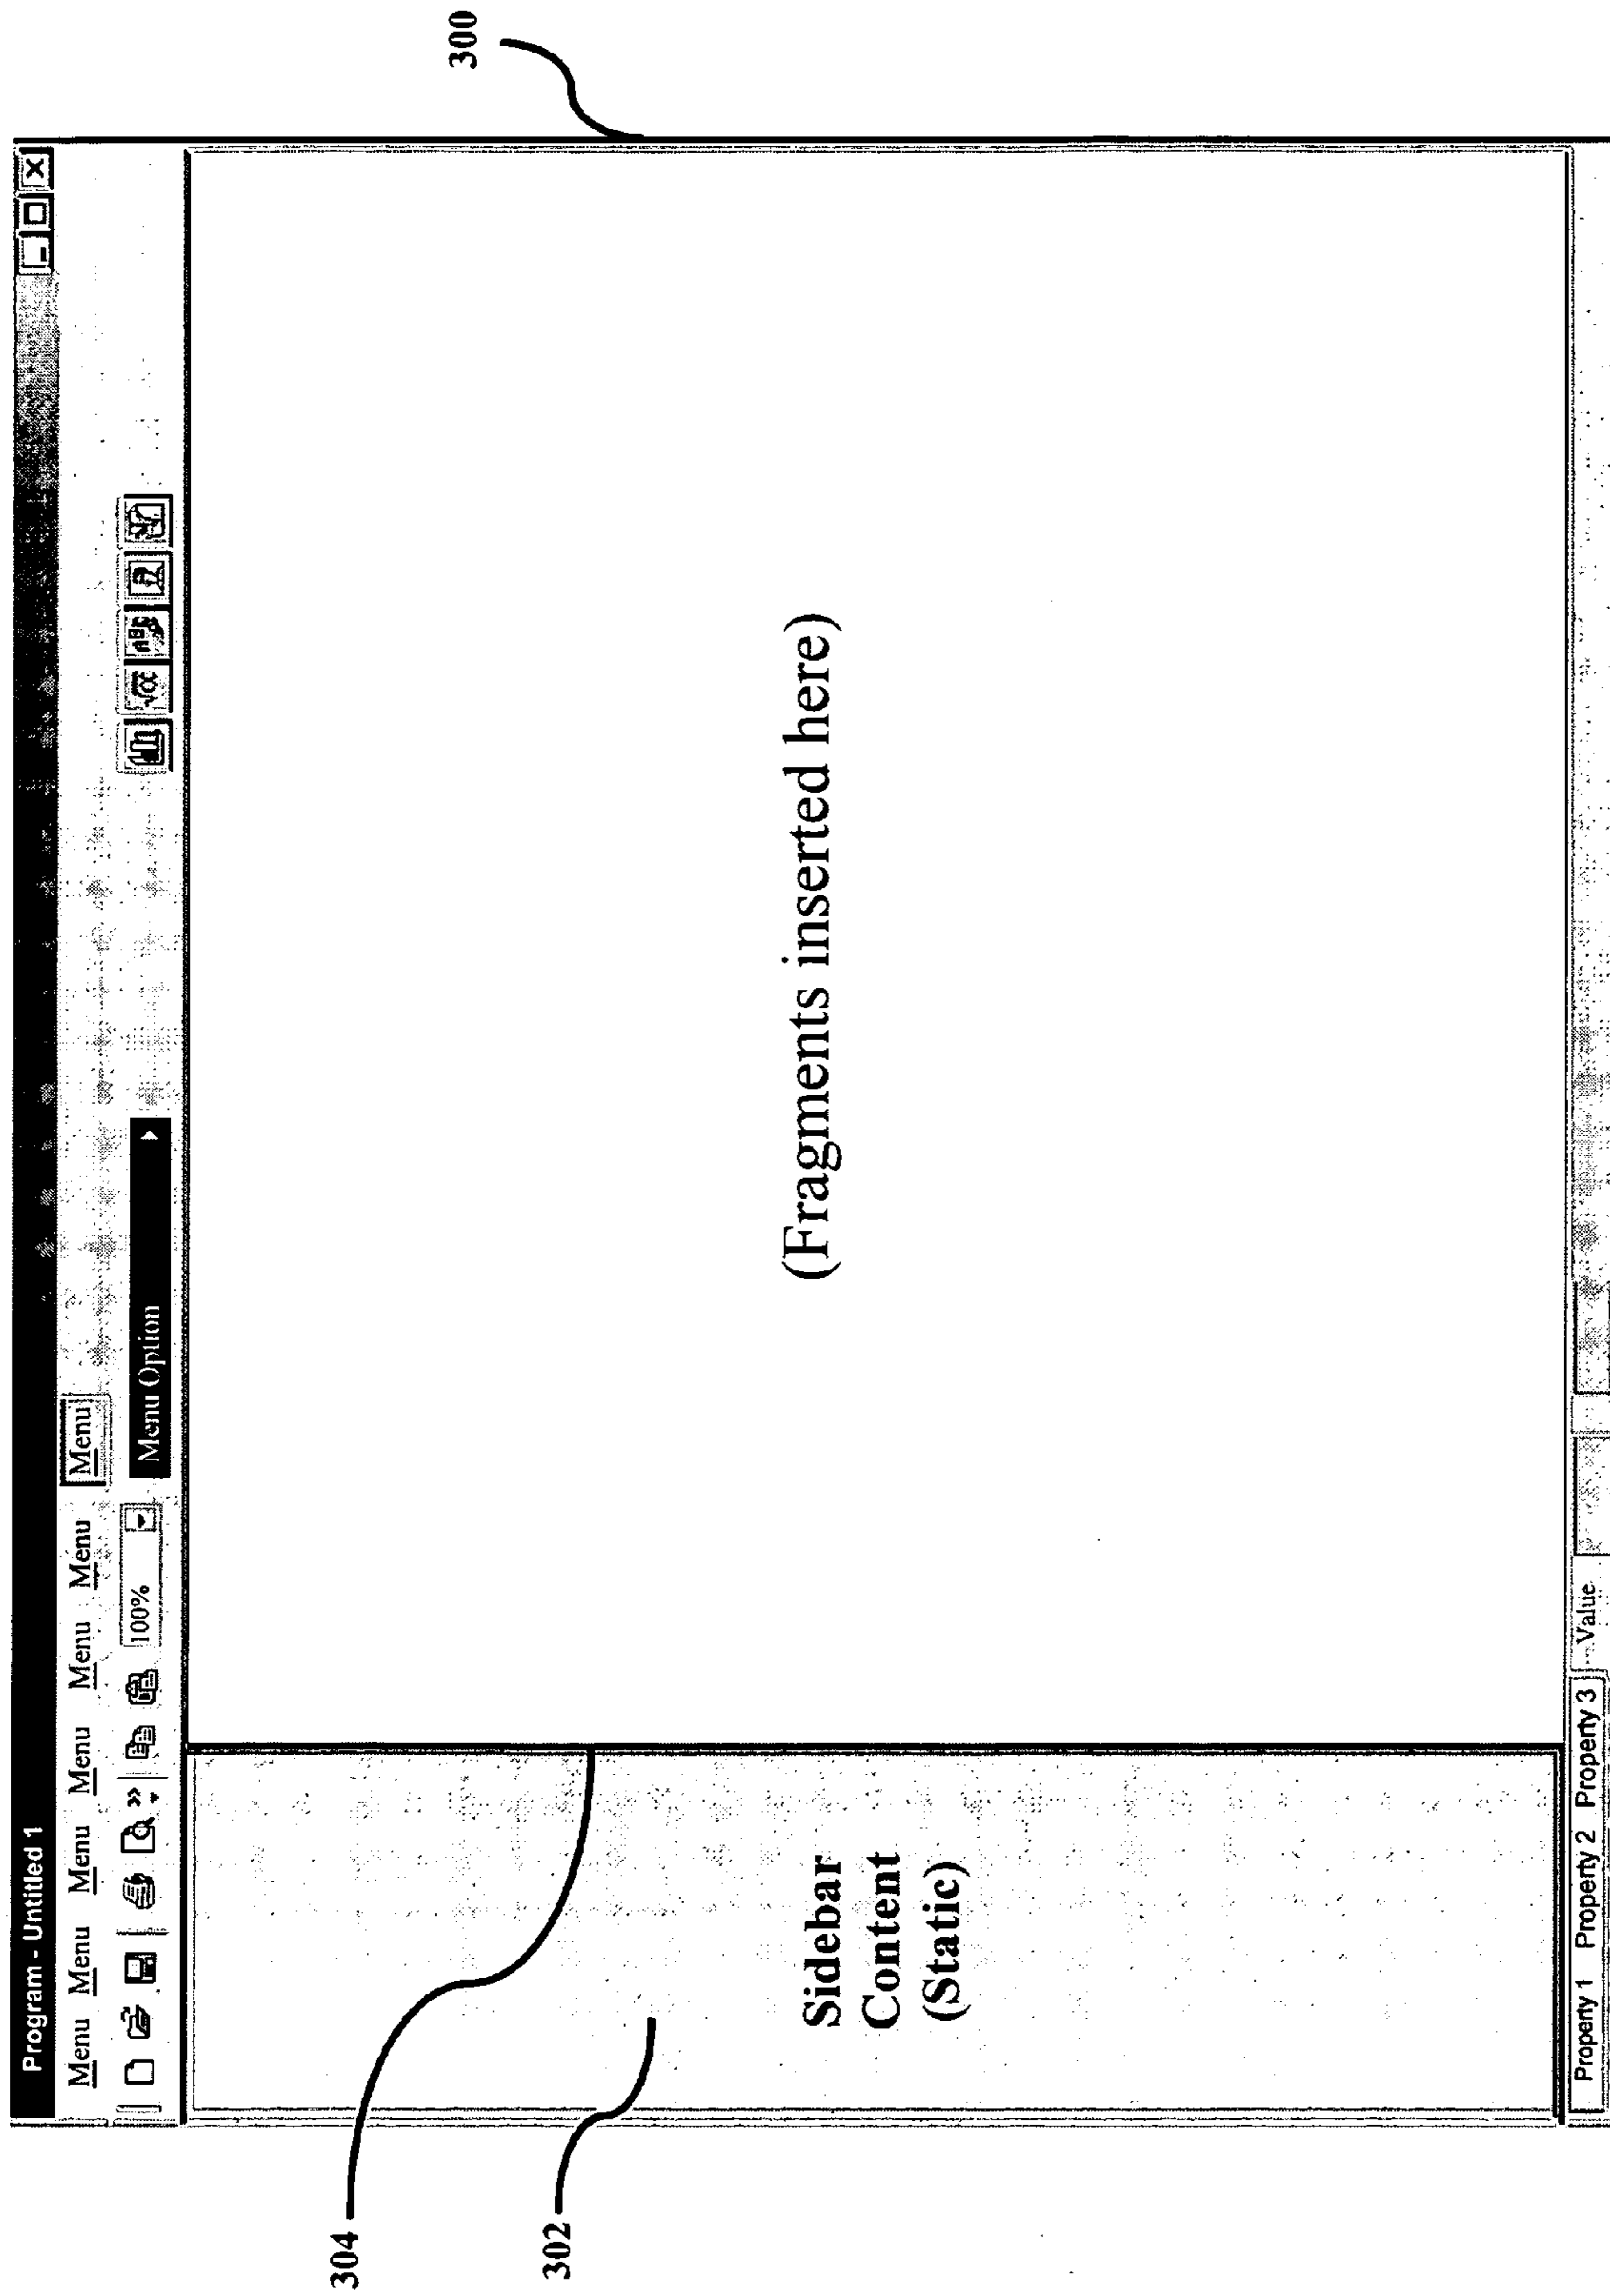 300
Program - Untitled 1
Menu Menu Menu Menu Menu Menu Menu
100%
Menu Option
(Fragments inserted here)
304
302
Sidebar
Content
(Static)
Property 1 Property 2 Property 3 Value